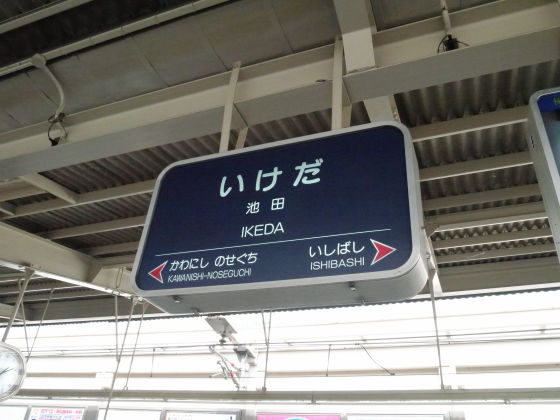 いけだ
池田
IKEDA
かわにし のせぐち
KAWANISHI-NOSEGUCHI
いしばし
ISHIBASHI